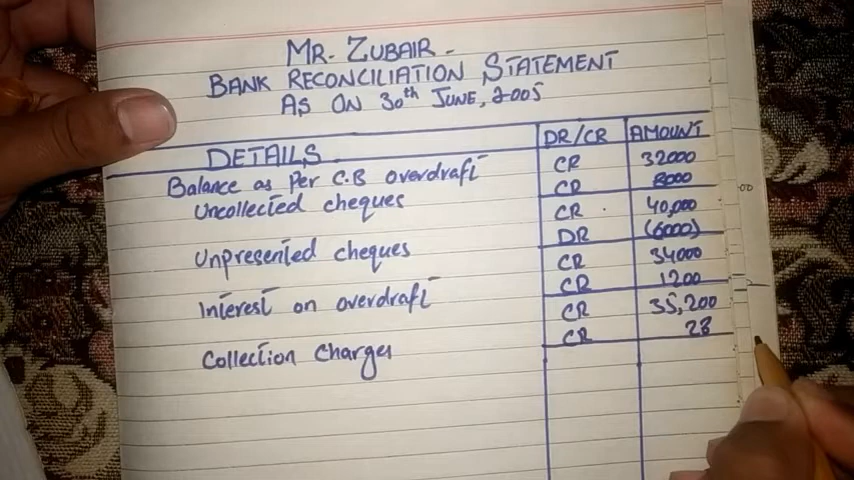 MR. ZUBAIR.
BANK RECONCILIATION STATEMENT
AS ON 30th JUNE, 2005
DETAILS DR/CR AMOUNT
Balance as Per C.B overdraft CR 32000
Uncollected cheques CR 8000
CR 40,000
Unpresented cheques DR (6000)
CR 34000
Interest on overdraft CR 1200
CR 35,200
Collection Charges CR 28
00